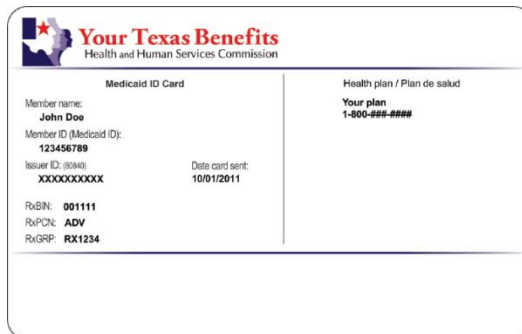 Your Texas Benefits
Health and Human Services Commission
Medicaid ID Card
Member name:
John Doe
Member ID (Medicaid ID):
123456789
Issuer ID: (80840)
XXXXXXXXXX
Date card sent:
10/01/2011
RxBIN: 001111
RxPCN: ADV
RxGRP: RX1234
Health plan / Plan de salud
Your plan
1-800-###-####